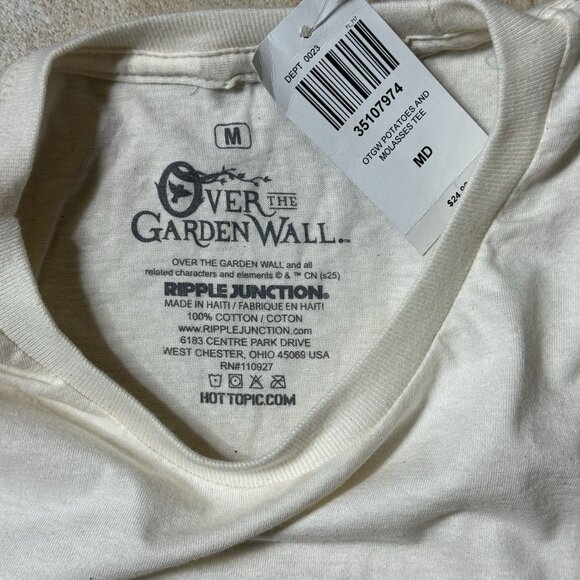 DEPT 0023
35107974
OTGW POTATOES AND
MOLASSES TEE
MD
M
OVER THE
GARDEN WALL.™
OVER THE GARDEN WALL and all
related characters and elements © & ™ CN (s25)
RIPPLE JUNCTION®
MADE IN HAITI / FABRIQUE EN HAITI
100% COTTON / COTON
www.RIPPLEJUNCTION.com
6183 CENTRE PARK DRIVE
WEST CHESTER, OHIO 45069 USA
RN#110927
HOTTOPIC.COM